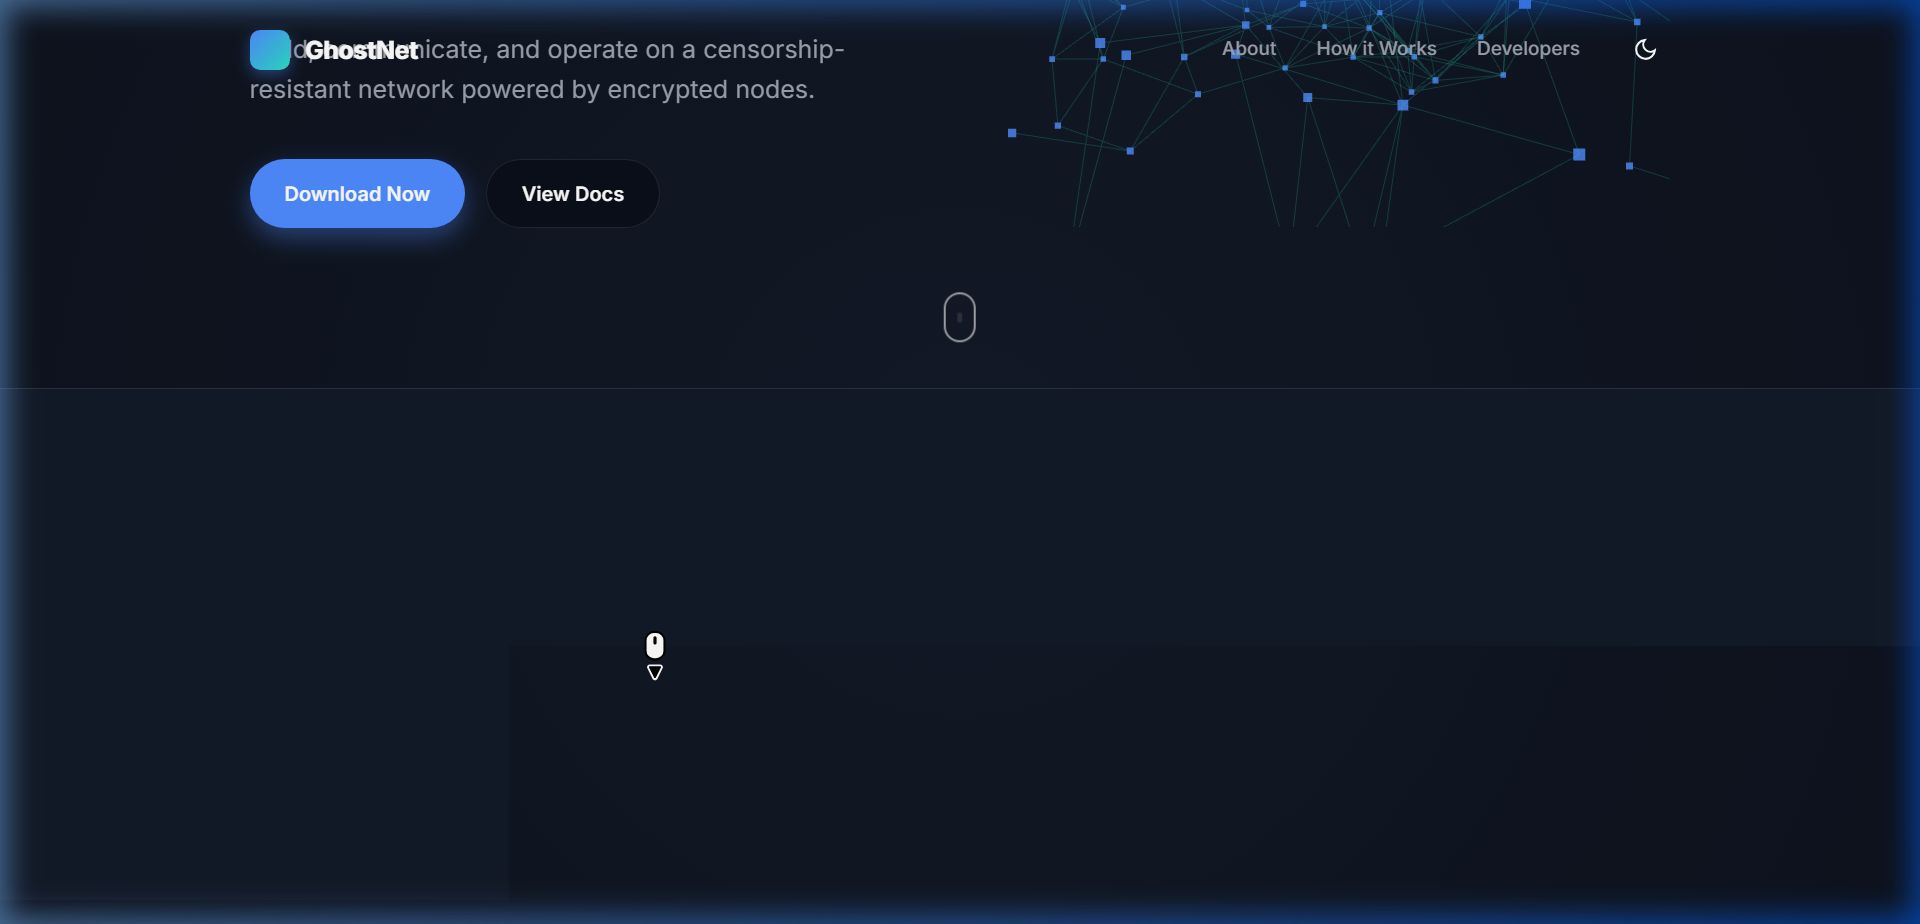 GhostNet
About How it Works Developers
icate, and operate on a censorship-
resistant network powered by encrypted nodes.
Download Now View Docs